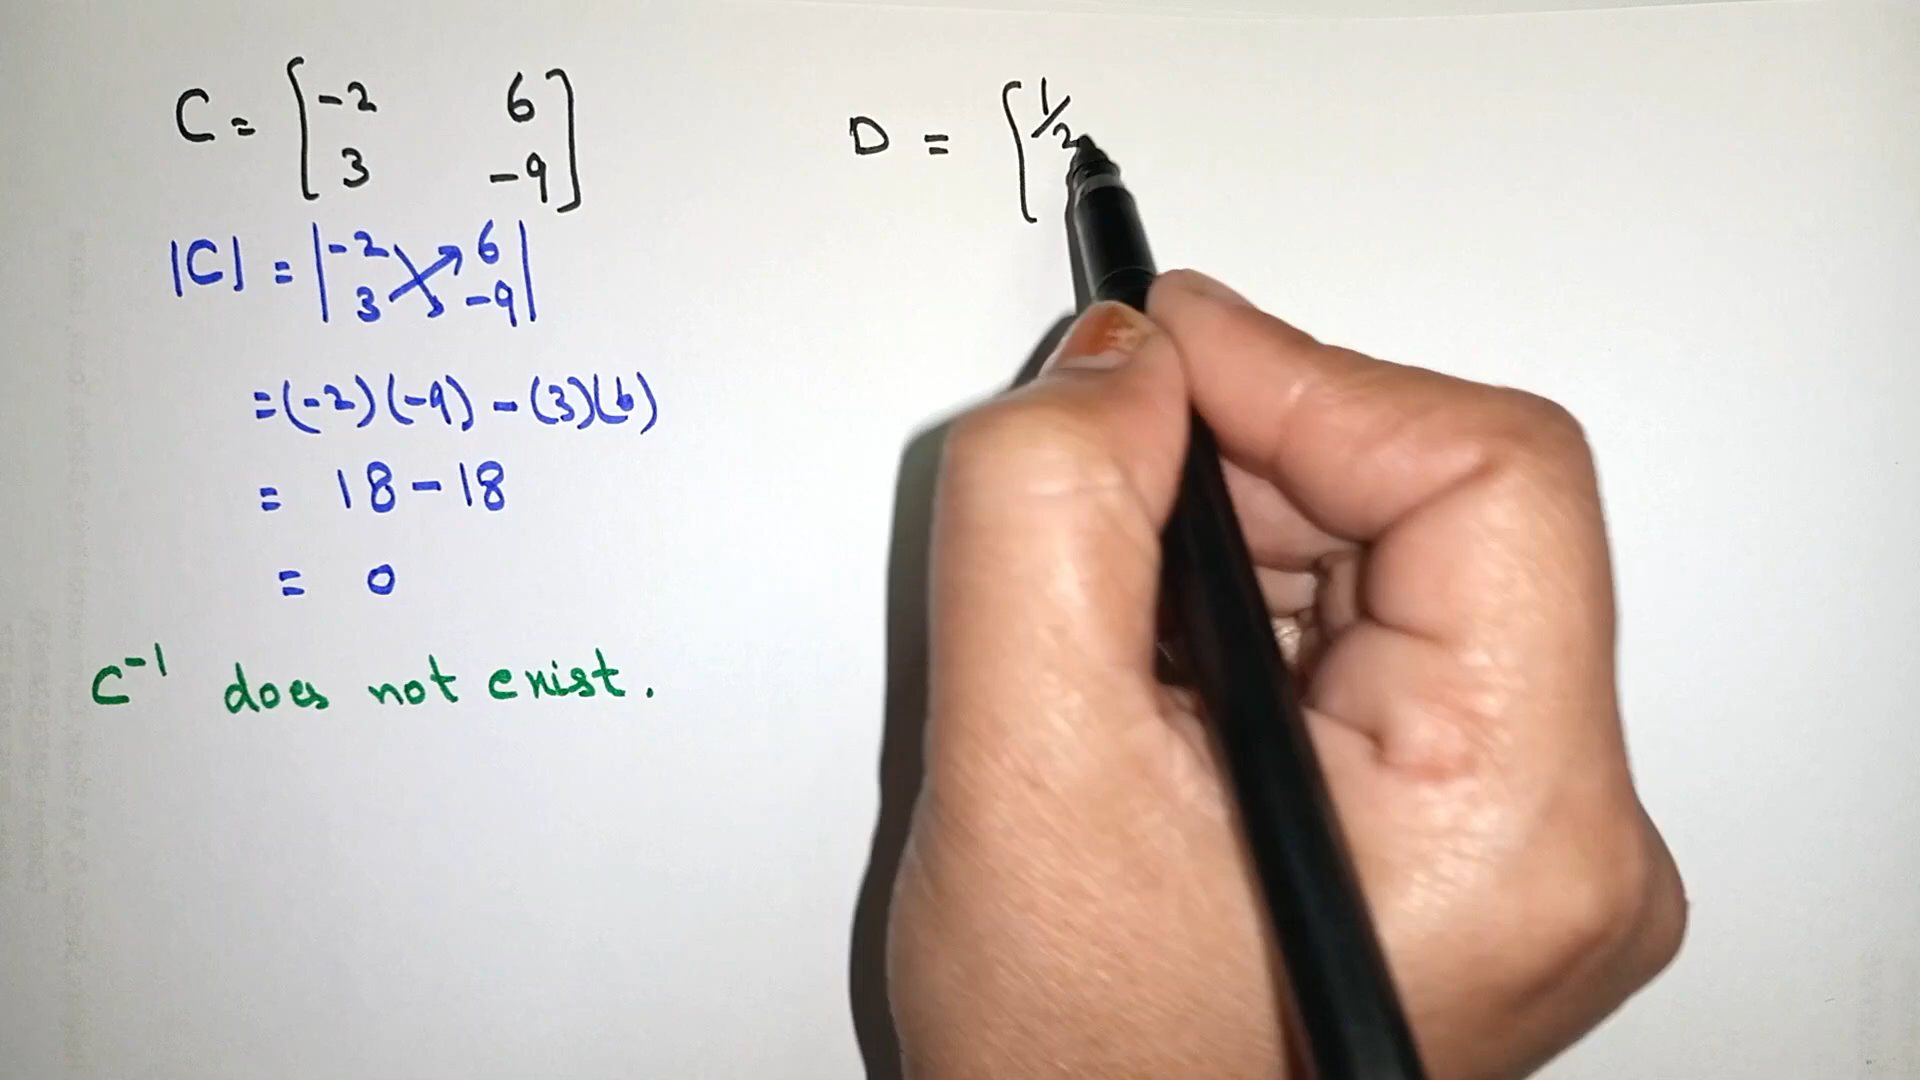 C = [-2 6
3 -9]
|C| = |-2 6
3 -9|
= (-2)(-9) - (3)(6)
= 18 - 18
= 0
C⁻¹ does not exist.
D = [1/2